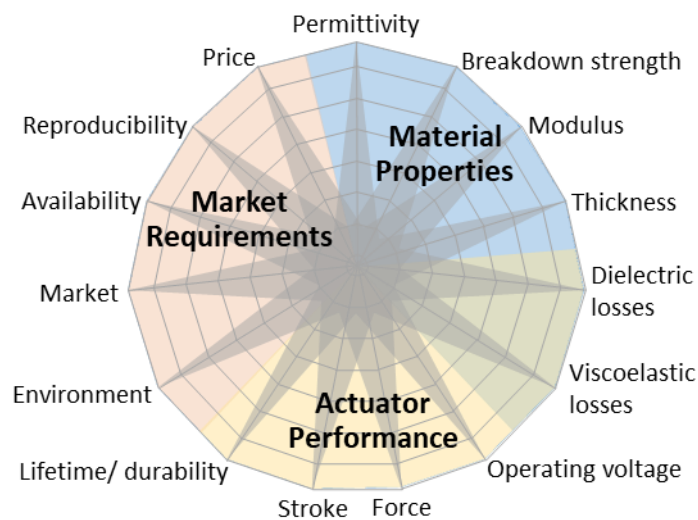 Permittivity
Breakdown strength
Modulus
Thickness
Dielectric
losses
Viscoelastic
losses
Operating voltage
Force
Stroke
Lifetime/ durability
Environment
Market
Availability
Reproducibility
Price
Material
Properties
Market
Requirements
Actuator
Performance